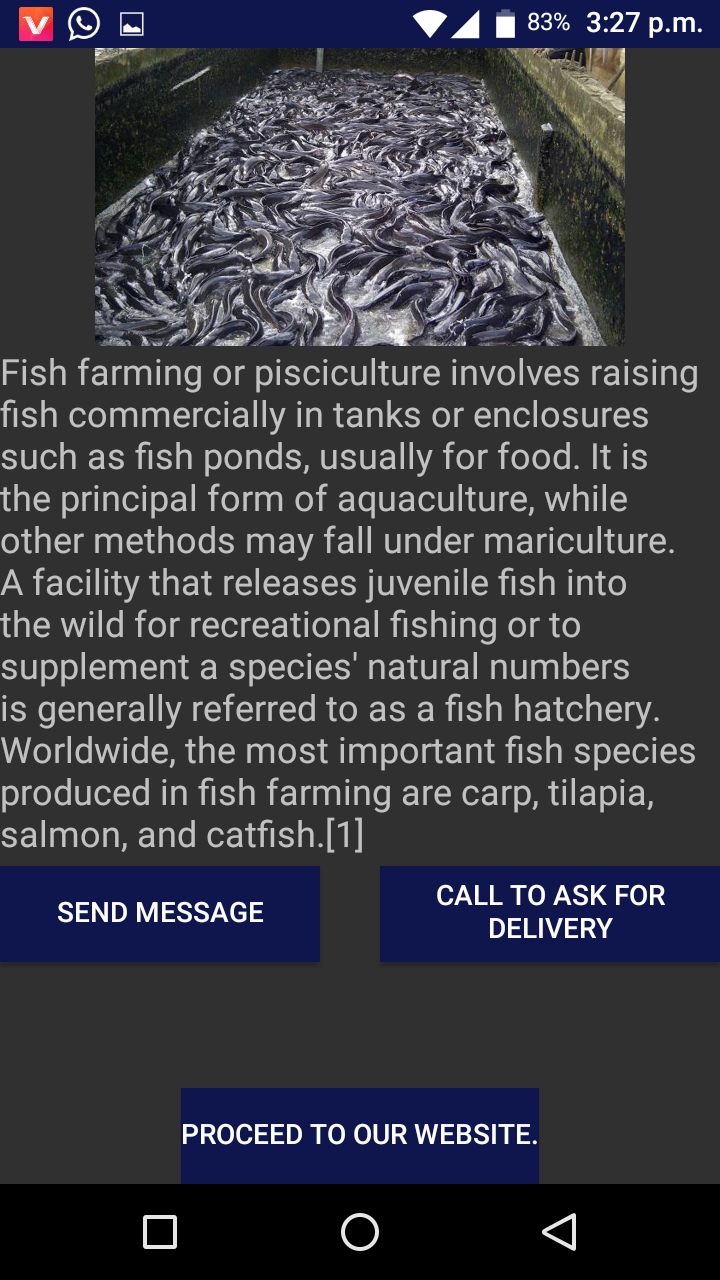 83% 3:27 p.m.
Fish farming or pisciculture involves raising
fish commercially in tanks or enclosures
such as fish ponds, usually for food. It is
the principal form of aquaculture, while
other methods may fall under mariculture.
A facility that releases juvenile fish into
the wild for recreational fishing or to
supplement a species' natural numbers
is generally referred to as a fish hatchery.
Worldwide, the most important fish species
produced in fish farming are carp, tilapia,
salmon, and catfish.[1]
SEND MESSAGE
CALL TO ASK FOR
DELIVERY
PROCEED TO OUR WEBSITE.